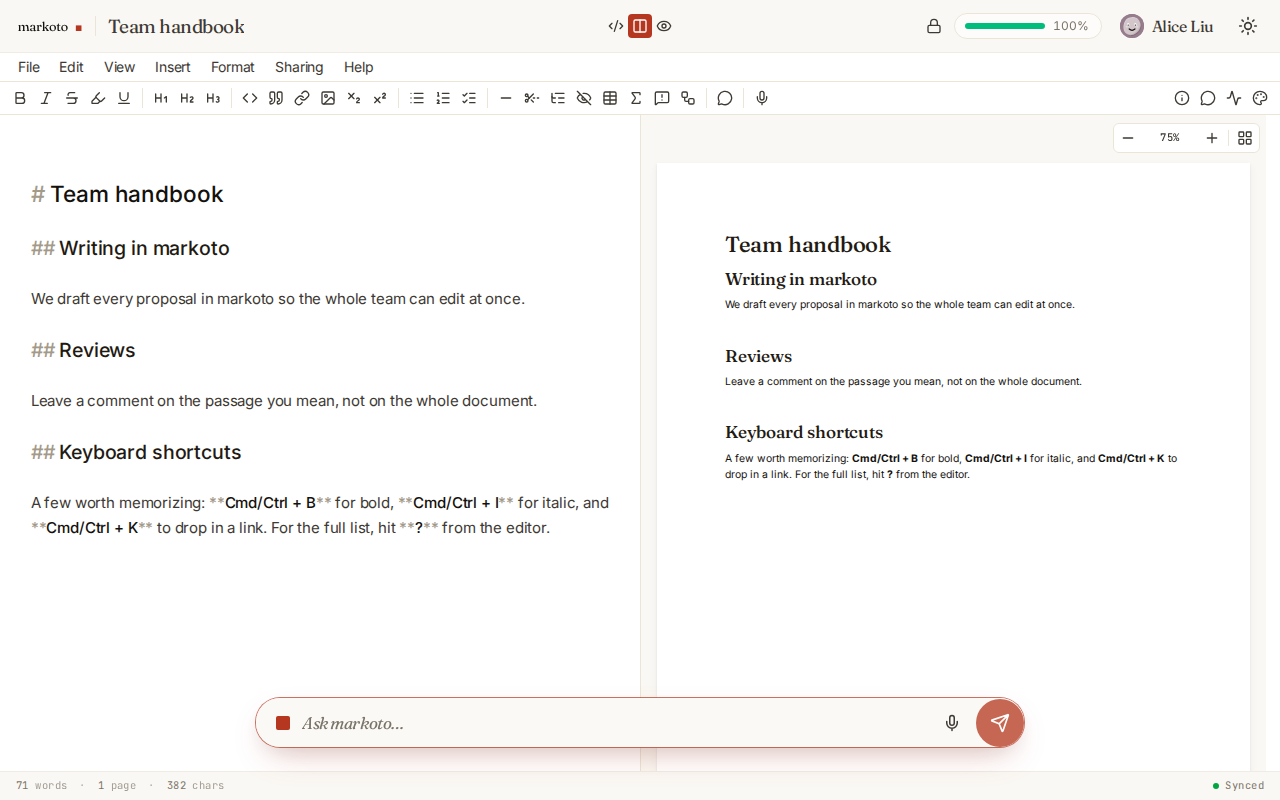 markoto
Team handbook
100%
Alice Liu
File Edit View Insert Format Sharing Help
H1 H2 H3
75%
# Team handbook
## Writing in markoto
We draft every proposal in markoto so the whole team can edit at once.
## Reviews
Leave a comment on the passage you mean, not on the whole document.
## Keyboard shortcuts
A few worth memorizing: **Cmd/Ctrl + B** for bold, **Cmd/Ctrl + I** for italic, and
**Cmd/Ctrl + K** to drop in a link. For the full list, hit **?** from the editor.
Team handbook
Writing in markoto
We draft every proposal in markoto so the whole team can edit at once.
Reviews
Leave a comment on the passage you mean, not on the whole document.
Keyboard shortcuts
A few worth memorizing: Cmd/Ctrl + B for bold, Cmd/Ctrl + I for italic, and Cmd/Ctrl + K to
drop in a link. For the full list, hit ? from the editor.
Ask markoto...
71 words · 1 page · 382 chars
Synced